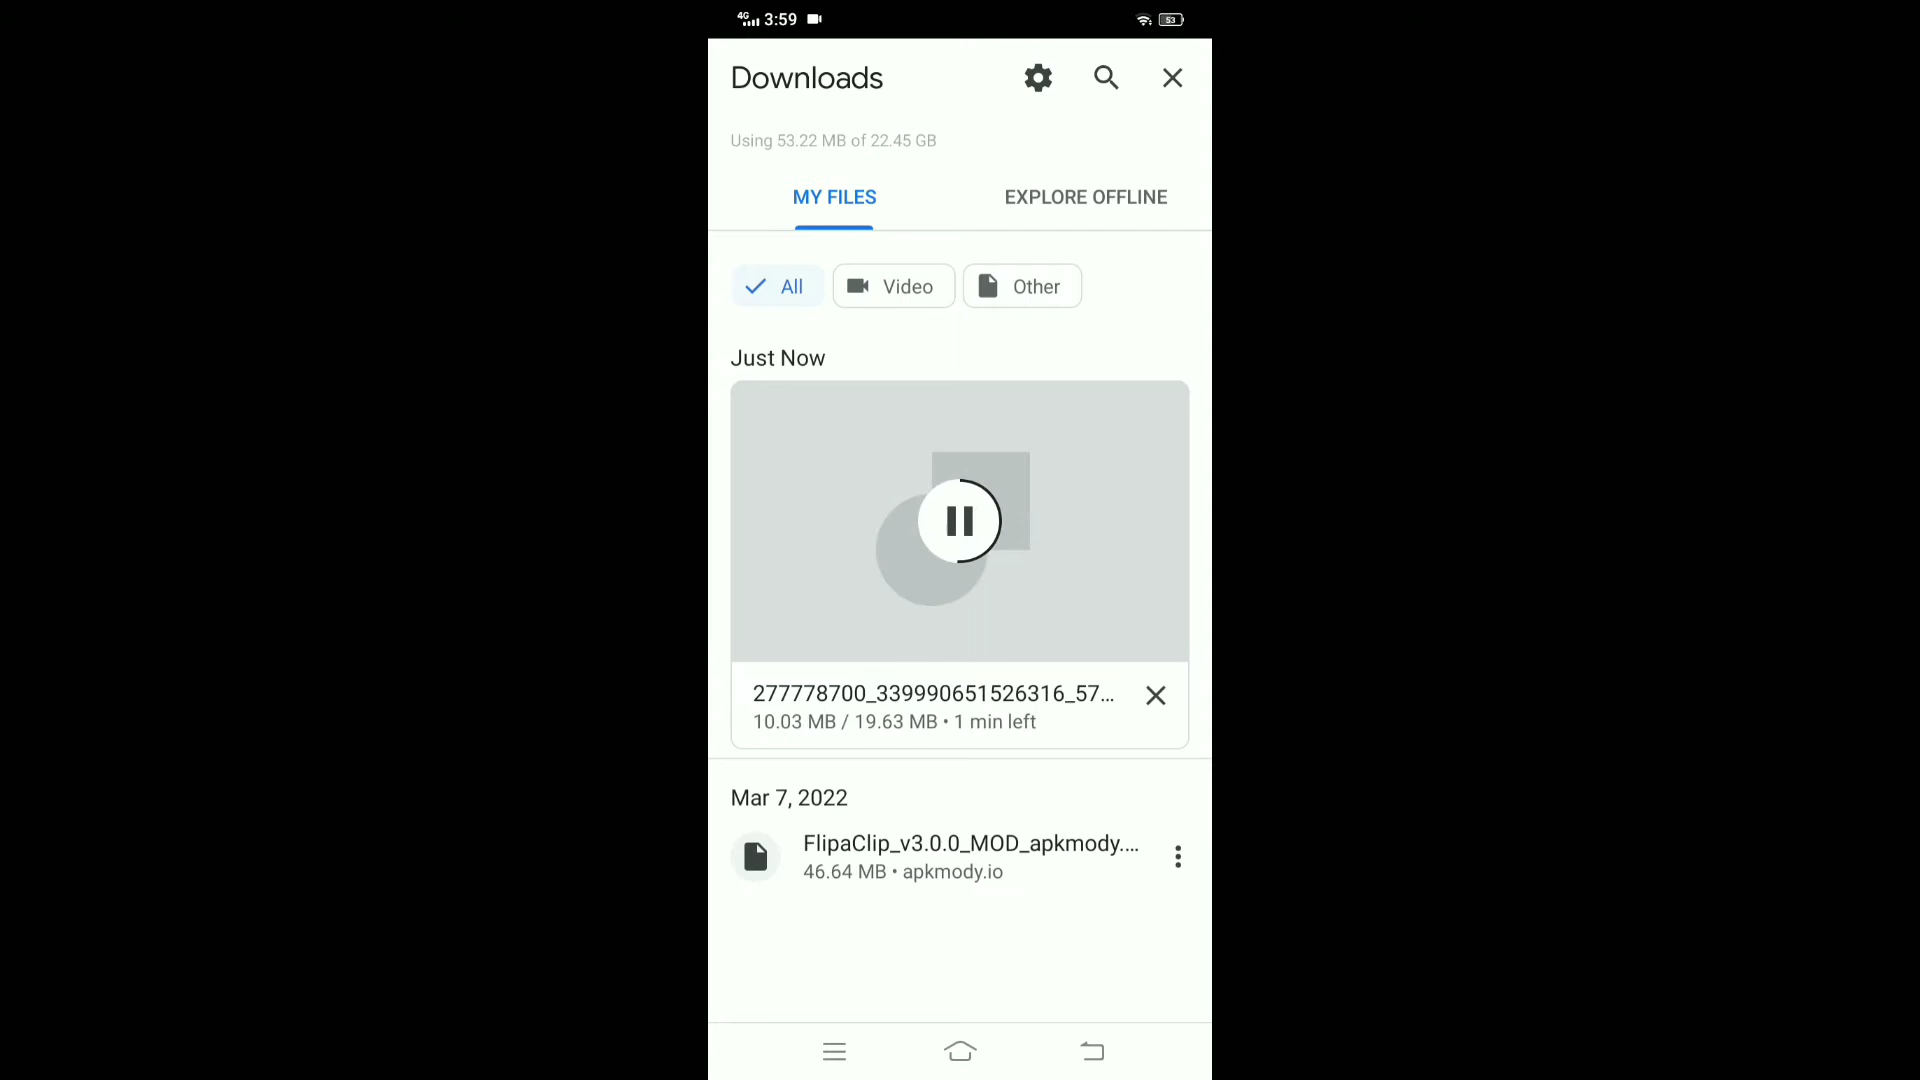 4G 3:59 53
Downloads
Using 53.22 MB of 22.45 GB
MY FILES EXPLORE OFFLINE
All Video Other
Just Now
277778700_339990651526316_57...
10.03 MB / 19.63 MB • 1 min left
Mar 7, 2022
FlipaClip_v3.0.0_MOD_apkmody....
46.64 MB • apkmody.io